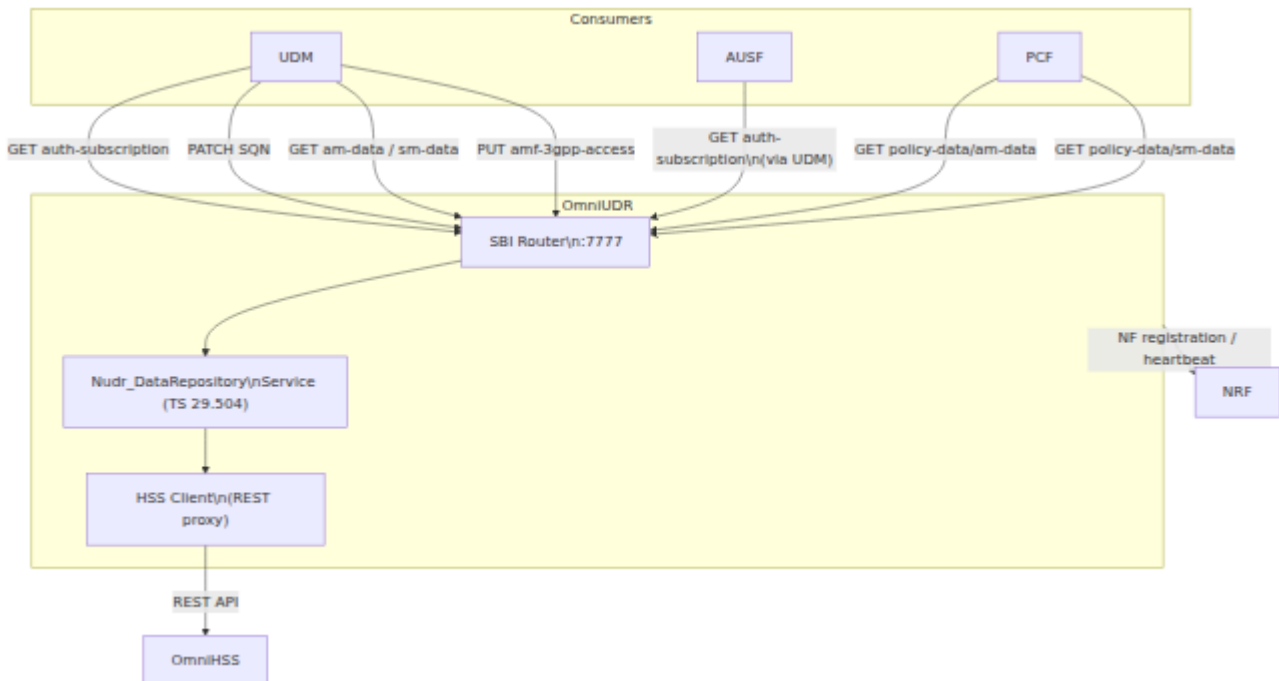 Consumers
UDM
AUSF
PCF
GET auth-subscription
PATCH SQN
GET am-data / sm-data
PUT amf-3gpp-access
GET auth-
subscription\n(via UDM)
GET policy-data/am-data
GET policy-data/sm-data
OmniUDR
SBI Router\n:7777
NF registration /
heartbeat
Nudr_DataRepository\nService
(TS 29.504)
NRF
HSS Client\n(REST
proxy)
REST API
OmniHSS